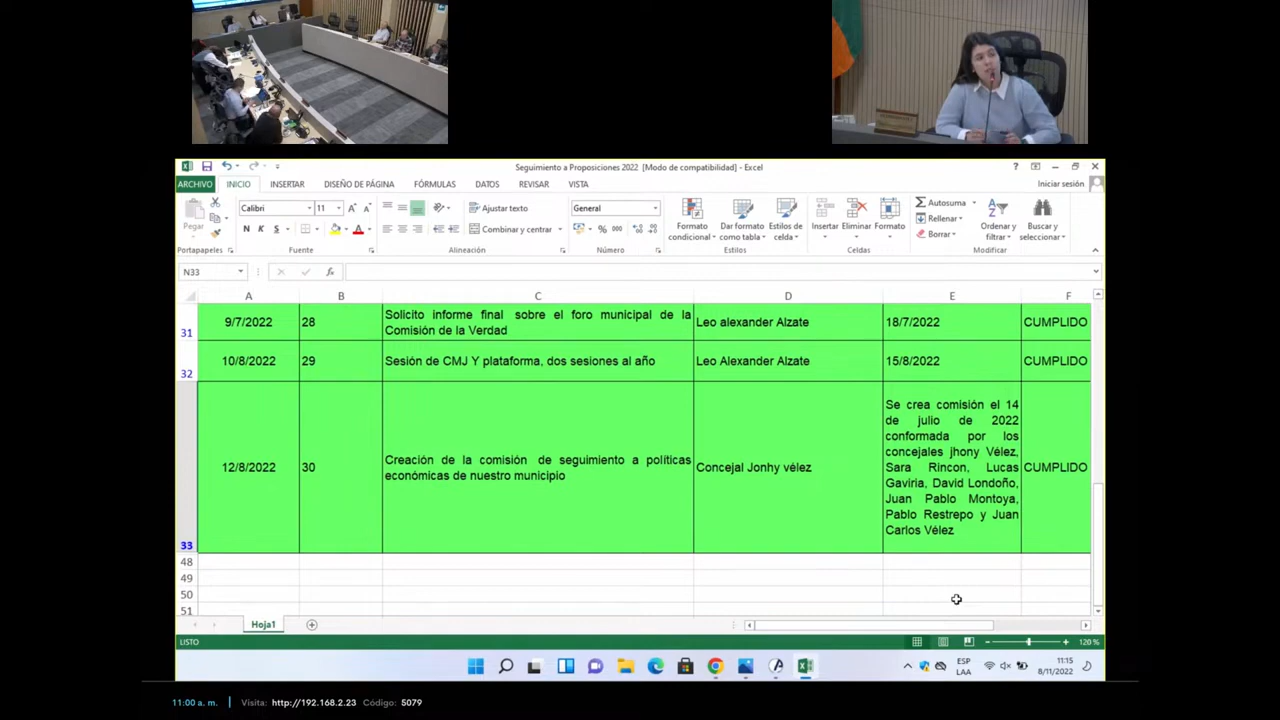 Seguimiento a Proposiciones 2022 [Modo de compatibilidad] - Excel
ARCHIVO INICIO INSERTAR DISEÑO DE PÁGINA FÓRMULAS DATOS REVISAR VISTA Iniciar sesión
Pegar
Portapapeles
Calibri 11
N K S
Fuente
Ajustar texto
Combinar y centrar
Alineación
General
% 000
Número
Formato condicional
Dar formato como tabla
Estilos de celda
Estilos
Insertar Eliminar Formato
Celdas
Autosuma
Rellenar
Borrar
Ordenar y filtrar
Buscar y seleccionar
Modificar
N33
fx
A B C D E F
31 9/7/2022 28 Solicito informe final sobre el foro municipal de la
Comisión de la Verdad
Leo alexander Alzate 18/7/2022 CUMPLIDO
32 10/8/2022 29 Sesión de CMJ Y plataforma, dos sesiones al año Leo Alexander Alzate 15/8/2022 CUMPLIDO
33 12/8/2022 30 Creación de la comisión de seguimiento a políticas
económicas de nuestro municipio
Concejal Jonhy vélez
Se crea comisión el 14
de julio de 2022
conformada por los
concejales jhony Vélez,
Sara Rincon, Lucas
Gaviria, David Londoño,
Juan Pablo Montoya,
Pablo Restrepo y Juan
Carlos Vélez
CUMPLIDO
48
49
50
51
Hoja1
LISTO
120 %
ESP
LAA
11:15
8/11/2022
11:00 a. m. | Visita: http://192.168.2.23 Código: 5079